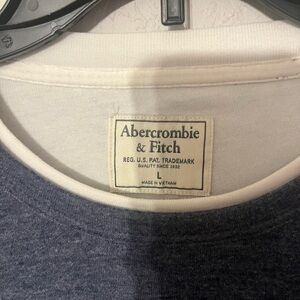 Abercrombie
& Fitch
REG. U.S. PAT. TRADEMARK
QUALITY SINCE 1892
L
MADE IN VIETNAM